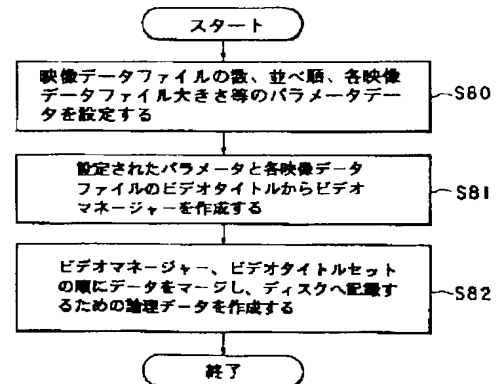 スタート
映像データファイルの数、並べ順、各映像
データファイル大きさ等のパラメータデー
タを設定する
S80
設定されたパラメータと各映像データ
ファイルのビデオタイトルからビデオ
マネージャーを作成する
S81
ビデオマネージャー、ビデオタイトルセット
の順にデータをマージし、ディスクへ記録す
るための論理データを作成する
S82
終了